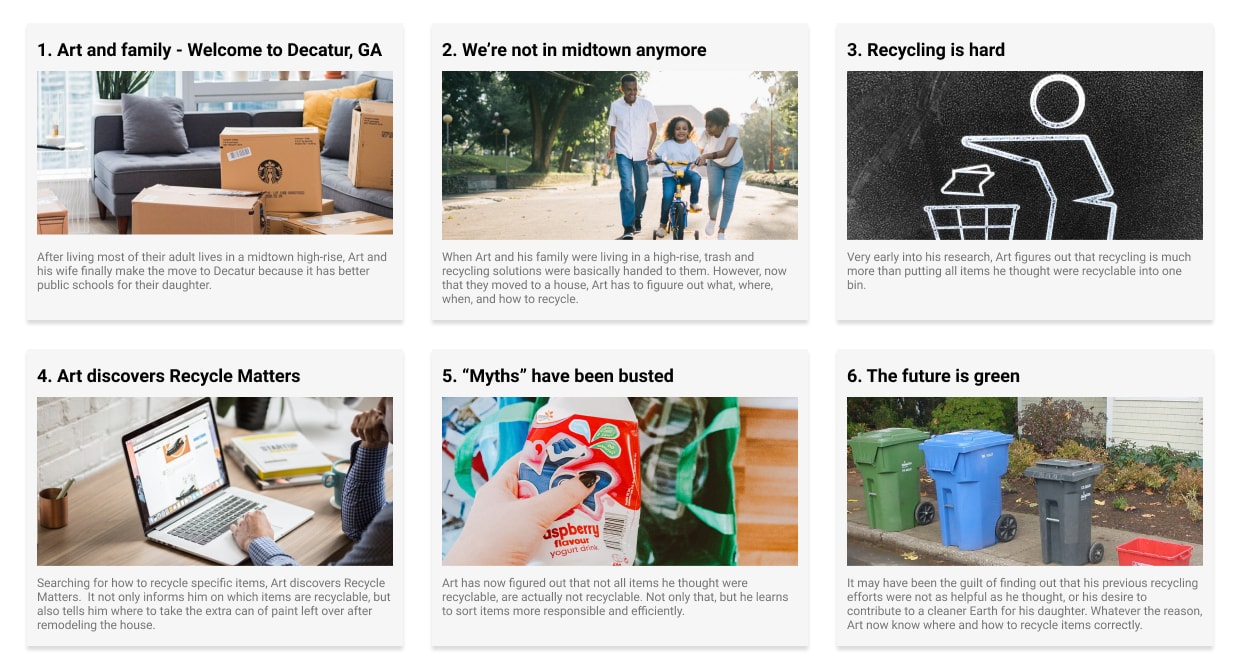 1. Art and family - Welcome to Decatur, GA
After living most of their adult lives in a midtown high-rise, Art and
his wife finally make the move to Decatur because it has better
public schools for their daughter.
2. We’re not in midtown anymore
When Art and his family were living in a high-rise, trash and
recycling solutions were basically handed to them. However, now
that they moved to a house, Art has to figuure out what, where,
when, and how to recycle.
3. Recycling is hard
Very early into his research, Art figures out that recycling is much
more than putting all items he thought were recyclable into one
bin.
4. Art discovers Recycle Matters
STARTUP
Searching for how to recycle specific items, Art discovers Recycle
Matters.  It not only informs him on which items are recyclable, but
also tells him where to take the extra can of paint left over after
remodeling the house.
5. “Myths” have been busted
aspberry
flavour
yogurt drink
Art has now figured out that not all items he thought were
recyclable, are actually not recyclable. Not only that, but he learns
to sort items more responsible and efficiently.
6. The future is green
It may have been the guilt of finding out that his previous recycling
efforts were not as helpful as he thought, or his desire to
contribute to a cleaner Earth for his daughter. Whatever the reason,
Art now know where and how to recycle items correctly.